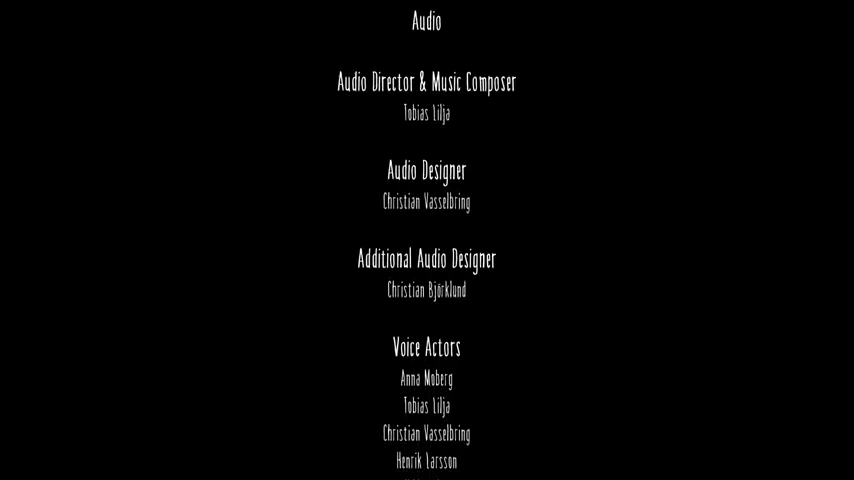 Audio
Audio Director & Music Composer
Tobias Lilja
Audio Designer
Christian Vasselbring
Additional Audio Designer
Christian Björklund
Voice Actors
Anna Moberg
Tobias Lilja
Christian Vasselbring
Henrik Larsson